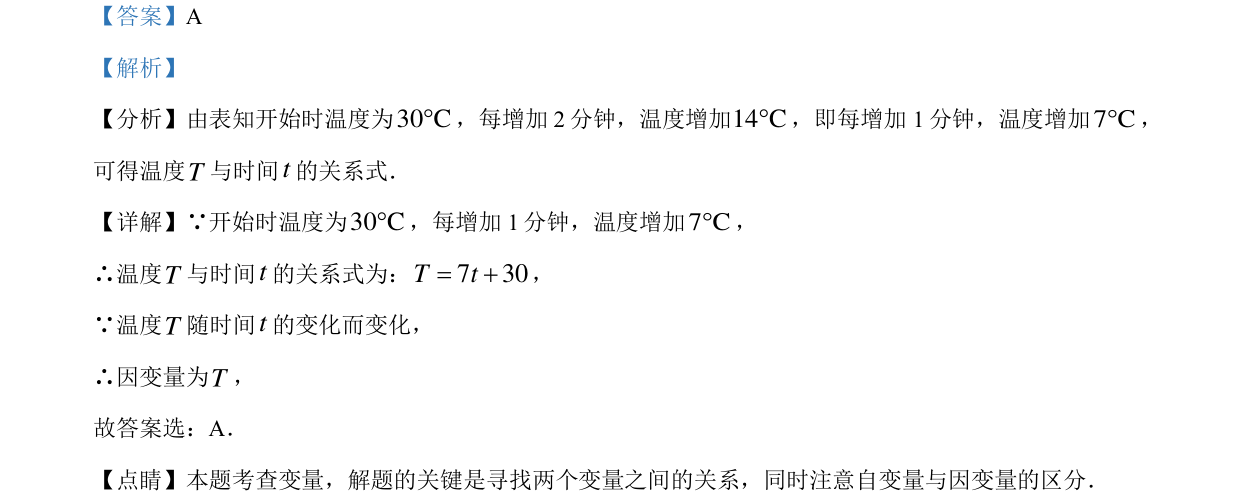 【答案】A
【解析】
【分析】由表知开始时温度为30°C，每增加 2 分钟，温度增加14°C，即每增加 1 分钟，温度增加7°C，
可得温度T 与时间t 的关系式．
【详解】∵开始时温度为30°C，每增加 1 分钟，温度增加7°C，
∴温度T 与时间t 的关系式为：T = 7t + 30，
∵温度T 随时间t 的变化而变化，
∴因变量为T，
故答案选：A．
【点睛】本题考查变量，解题的关键是寻找两个变量之间的关系，同时注意自变量与因变量的区分．